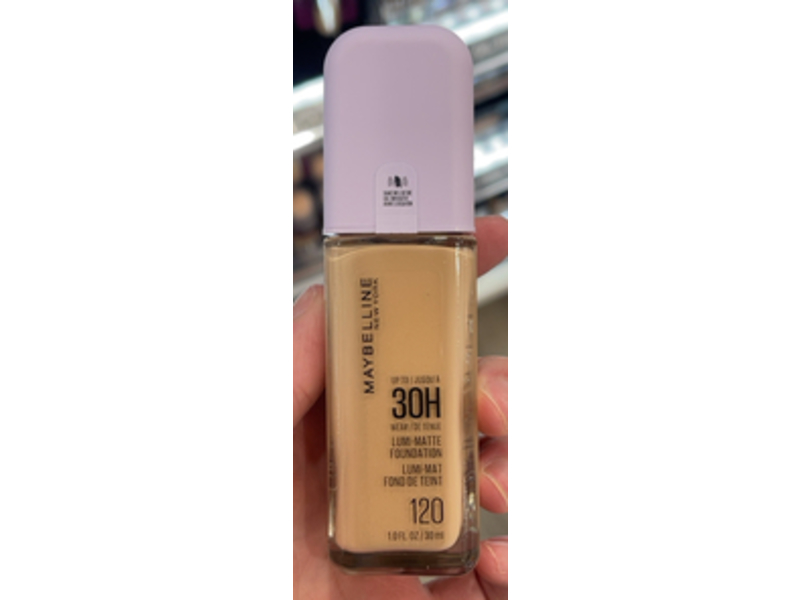 MAYBELLINE
NEW YORK
UP TO / JUSQU'À
30H
WEAR / DE TENUE
LUMI-MATTE
FOUNDATION
LUMI-MAT
FOND DE TEINT
120
1.0 FL. OZ / 30 ml